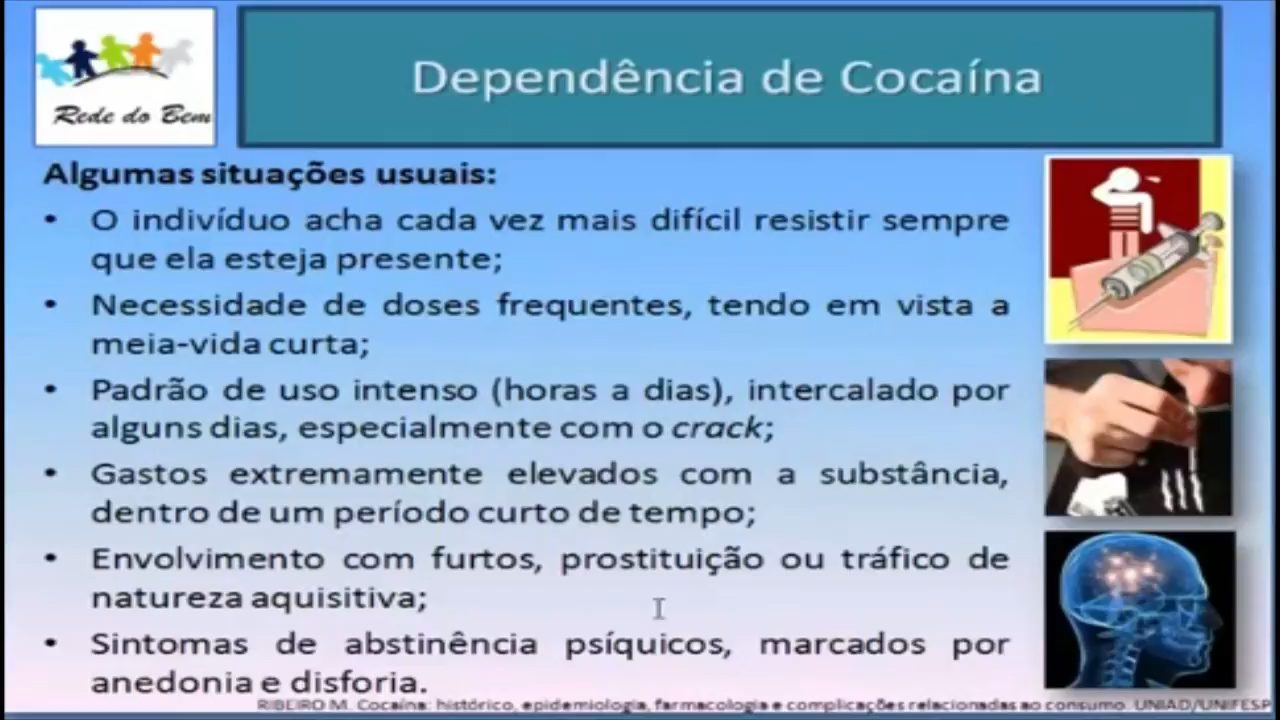 Rede do Bem
Dependência de Cocaína
Algumas situações usuais:
• O indivíduo acha cada vez mais difícil resistir sempre
que ela esteja presente;
• Necessidade de doses frequentes, tendo em vista a
meia-vida curta;
• Padrão de uso intenso (horas a dias), intercalado por
alguns dias, especialmente com o crack;
• Gastos extremamente elevados com a substância,
dentro de um período curto de tempo;
• Envolvimento com furtos, prostituição ou tráfico de
natureza aquisitiva;
• Sintomas de abstinência psíquicos, marcados por
anedonia e disforia.
RIBEIRO M. Cocaína: histórico, epidemiologia, farmacologia e complicações relacionadas ao consumo. UNIAD/UNIFESP